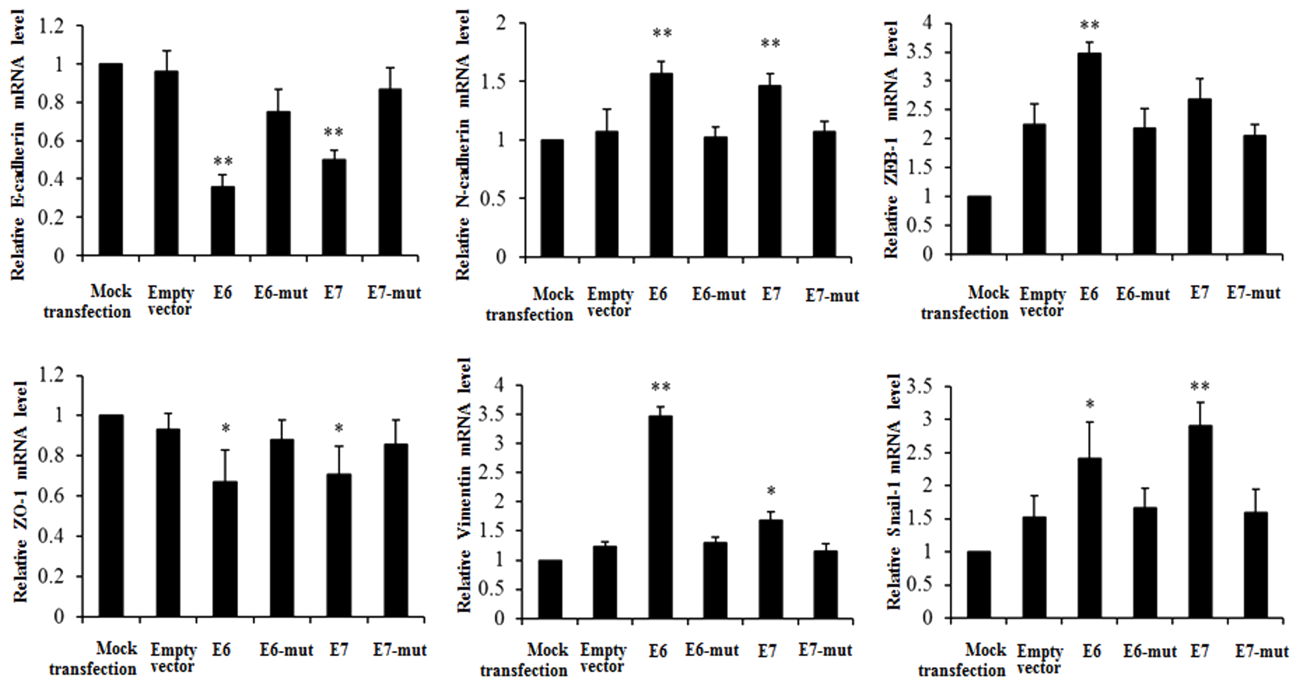 Relative E-cadherin mRNA level
1.2
1
0.8
0.6
0.4
0.2
0
**
**
Mock transfection
Empty vector
E6
E6-mut
E7
E7-mut
Relative N-cadherin mRNA level
2
1.5
1
0.5
0
**
**
Mock transfection
Empty vector
E6
E6-mut
E7
E7-mut
Relative ZEB-1 mRNA level
4
3.5
3
2.5
2
1.5
1
0.5
0
**
Mock transfection
Empty vector
E6
E6-mut
E7
E7-mut
Relative ZO-1 mRNA level
1.2
1
0.8
0.6
0.4
0.2
0
*
*
Mock transfection
Empty vector
E6
E6-mut
E7
E7-mut
Relative Vimentin mRNA level
4
3.5
3
2.5
2
1.5
1
0.5
0
**
*
Mock transfection
Empty vector
E6
E6-mut
E7
E7-mut
Relative Snail-1 mRNA level
3.5
3
2.5
2
1.5
1
0.5
0
*
**
Mock transfection
Empty vector
E6
E6-mut
E7
E7-mut